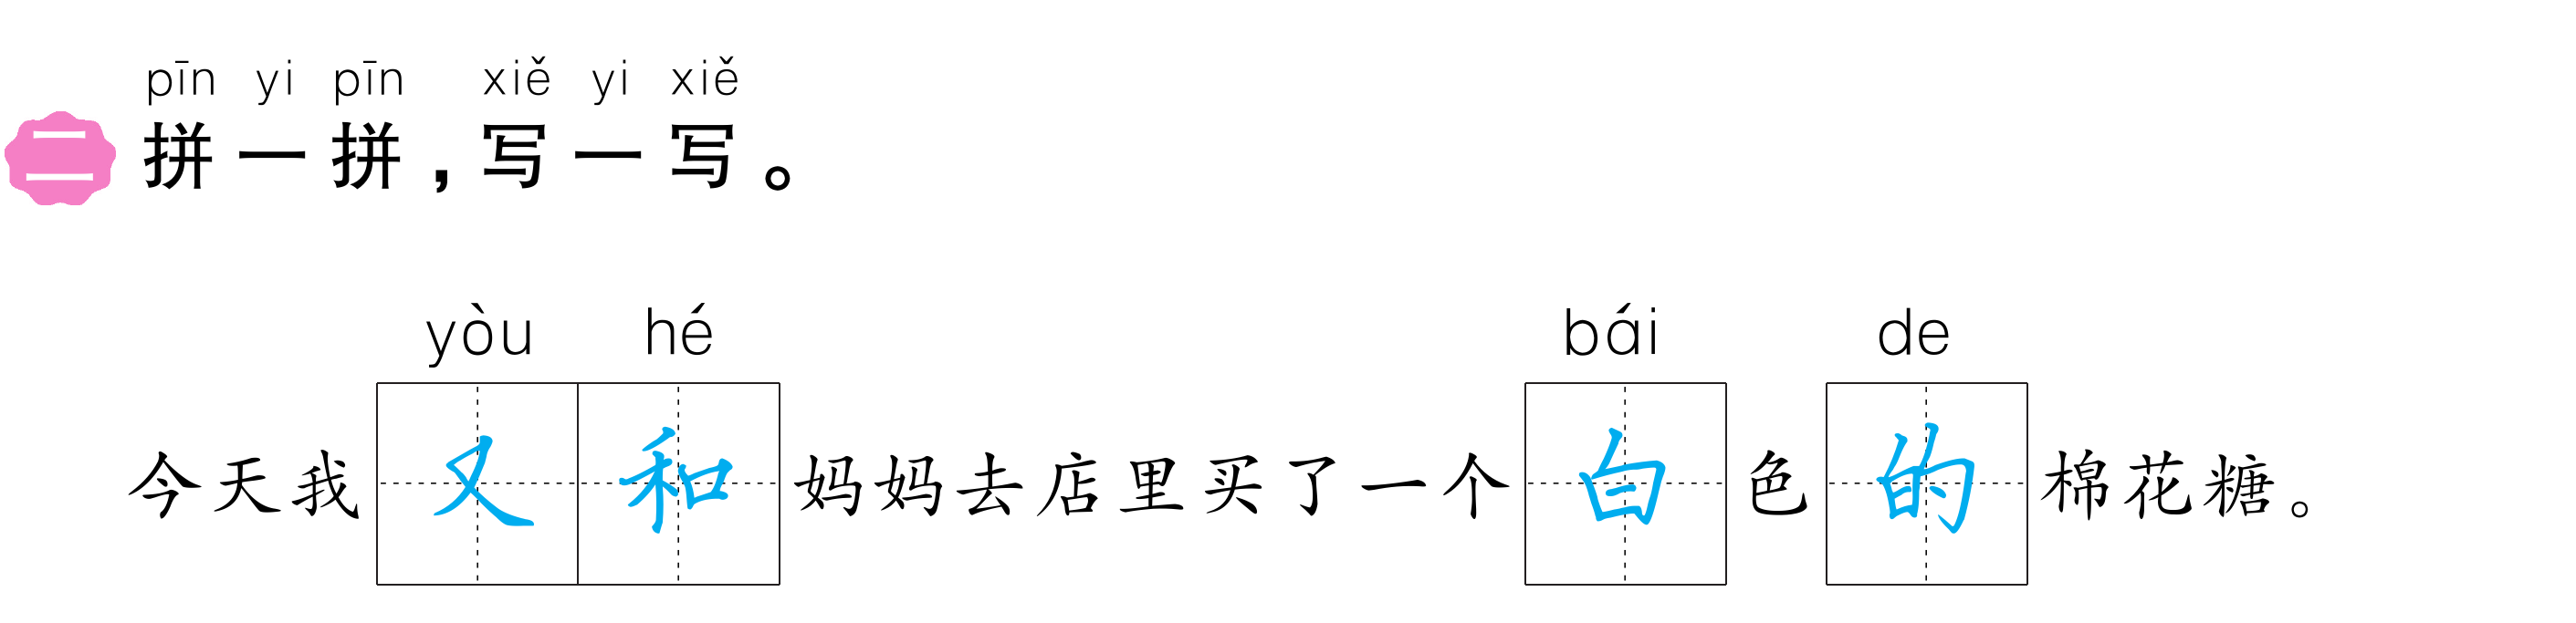 pīn yi pīn xiě yi xiě
二 拼一拼，写一写。
yòu hé bái de
今天我又和妈妈去店里买了一个白色的棉花糖。